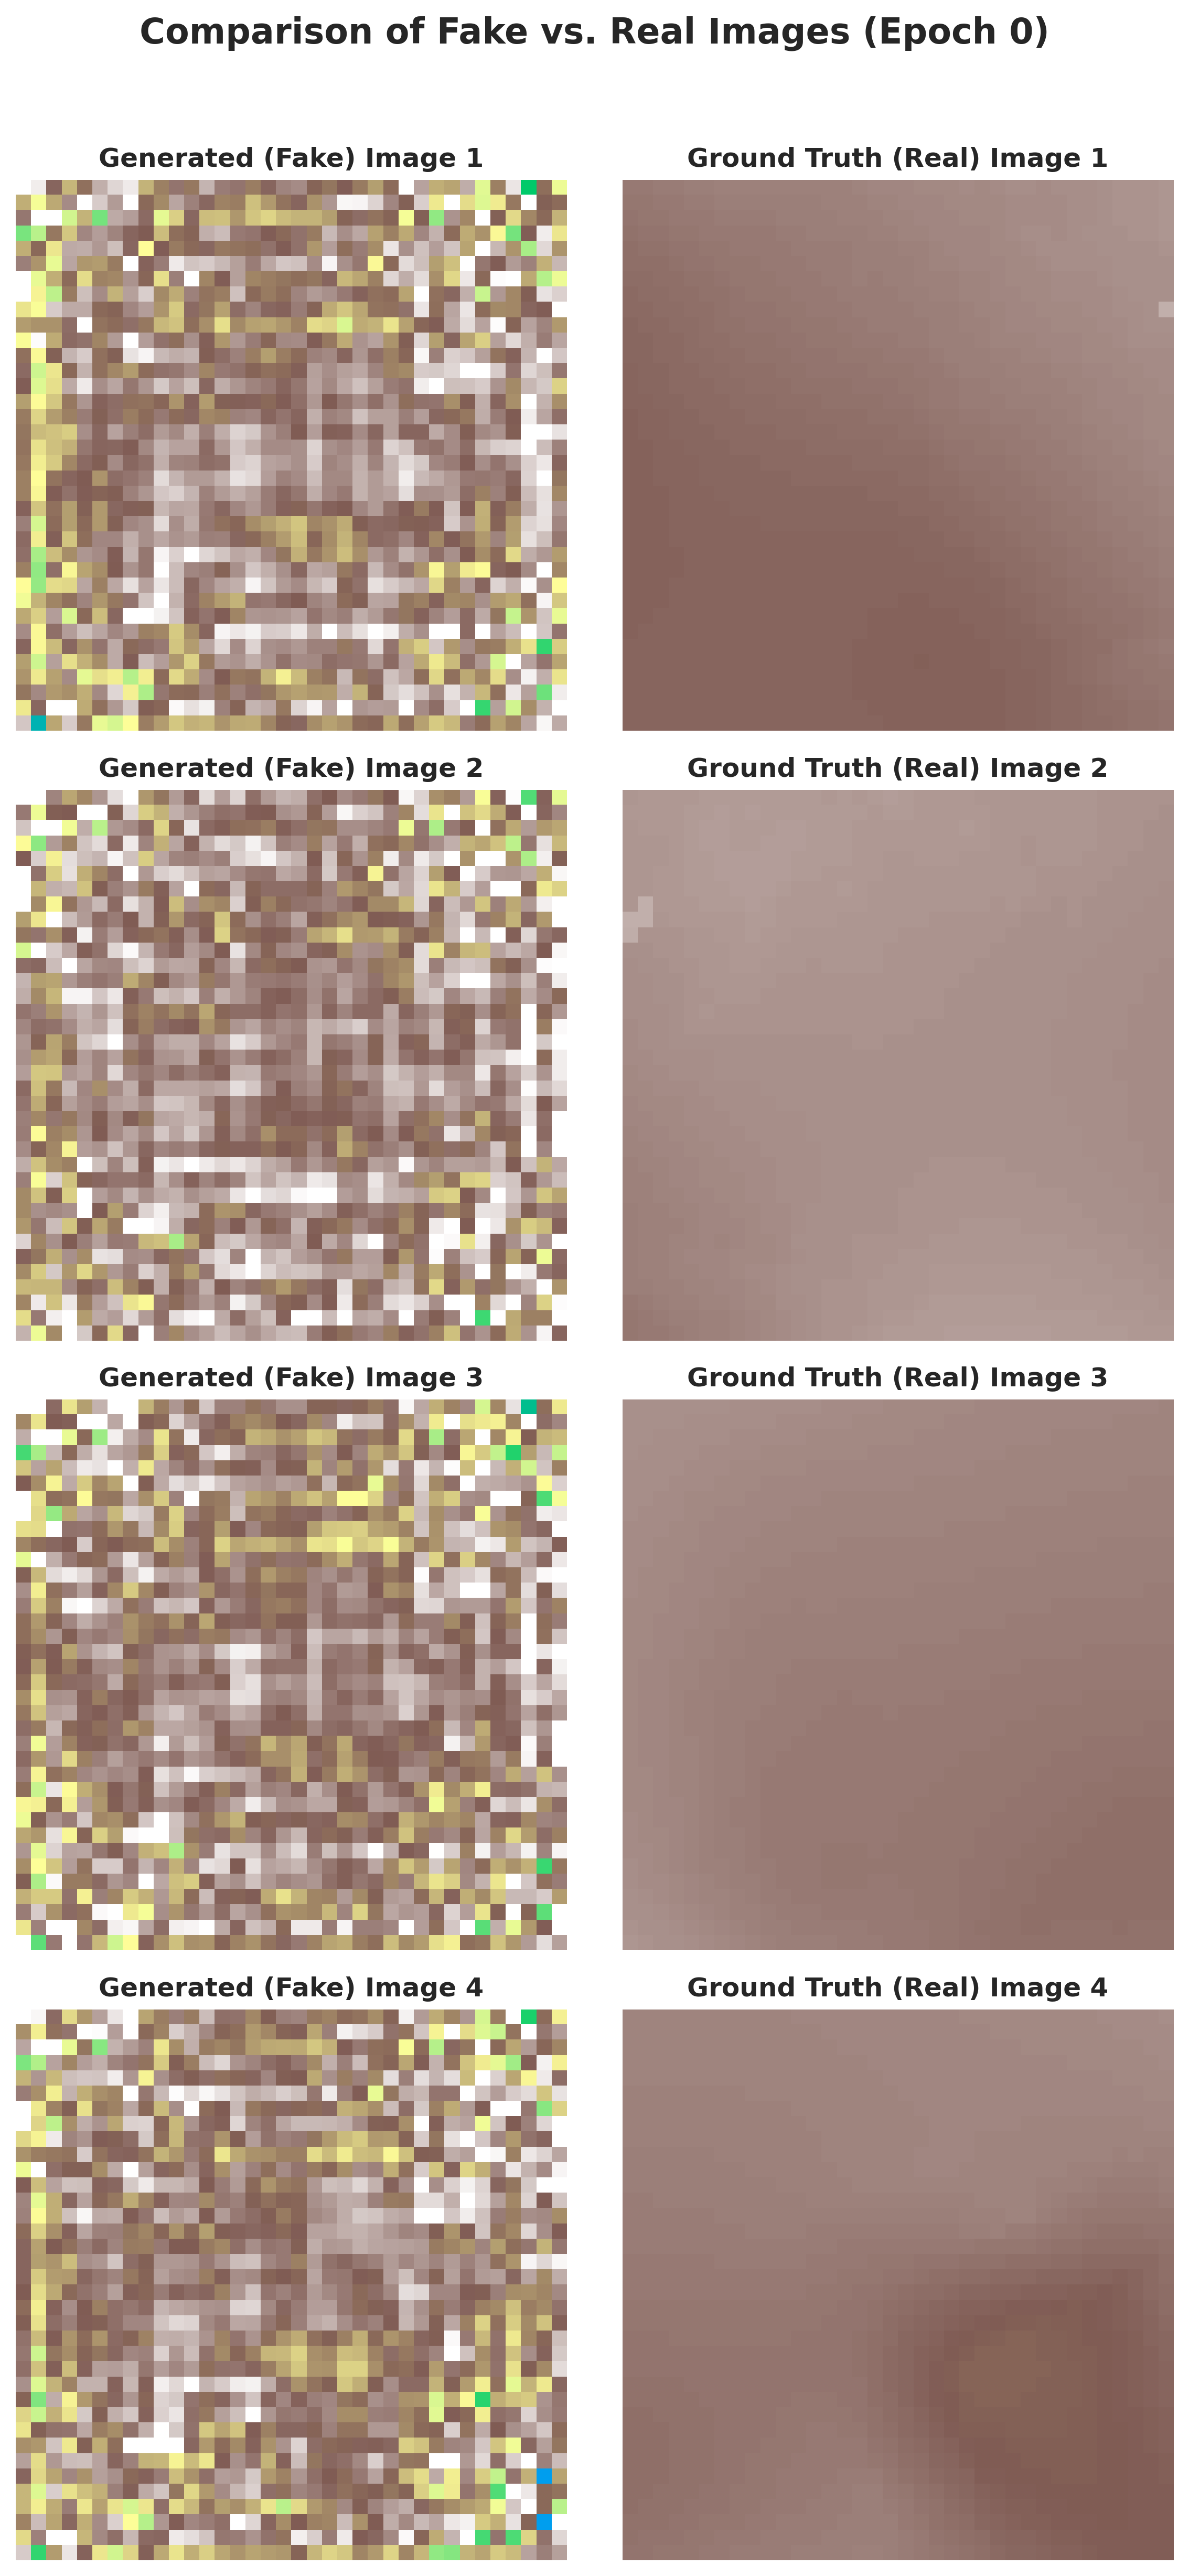 Comparison of Fake vs. Real Images (Epoch 0)
Generated (Fake) Image 1
Ground Truth (Real) Image 1
Generated (Fake) Image 2
Ground Truth (Real) Image 2
Generated (Fake) Image 3
Ground Truth (Real) Image 3
Generated (Fake) Image 4
Ground Truth (Real) Image 4